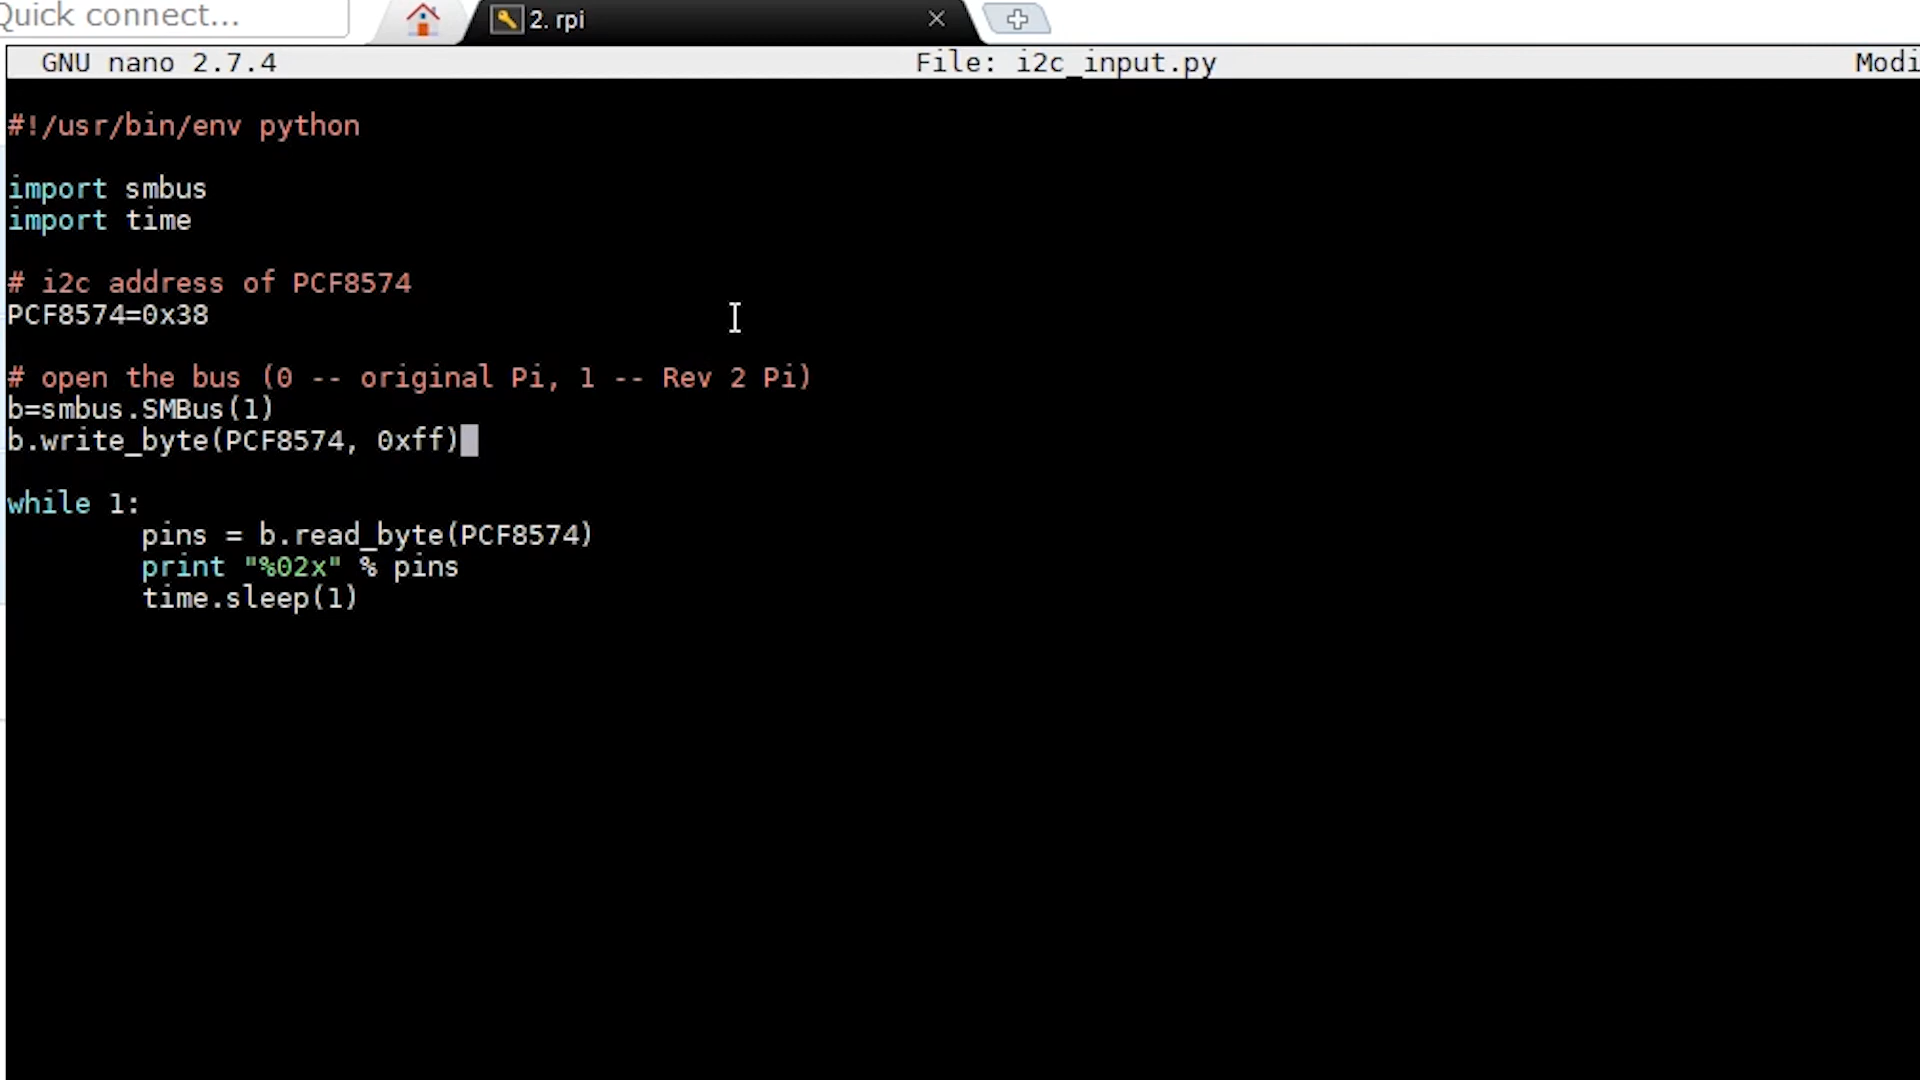 Quick connect...
2. rpi
GNU nano 2.7.4 File: i2c_input.py Modi
#!/usr/bin/env python
import smbus
import time
# i2c address of PCF8574
PCF8574=0x38
# open the bus (0 -- original Pi, 1 -- Rev 2 Pi)
b=smbus.SMBus(1)
b.write_byte(PCF8574, 0xff)
while 1:
        pins = b.read_byte(PCF8574)
        print "%02x" % pins
        time.sleep(1)